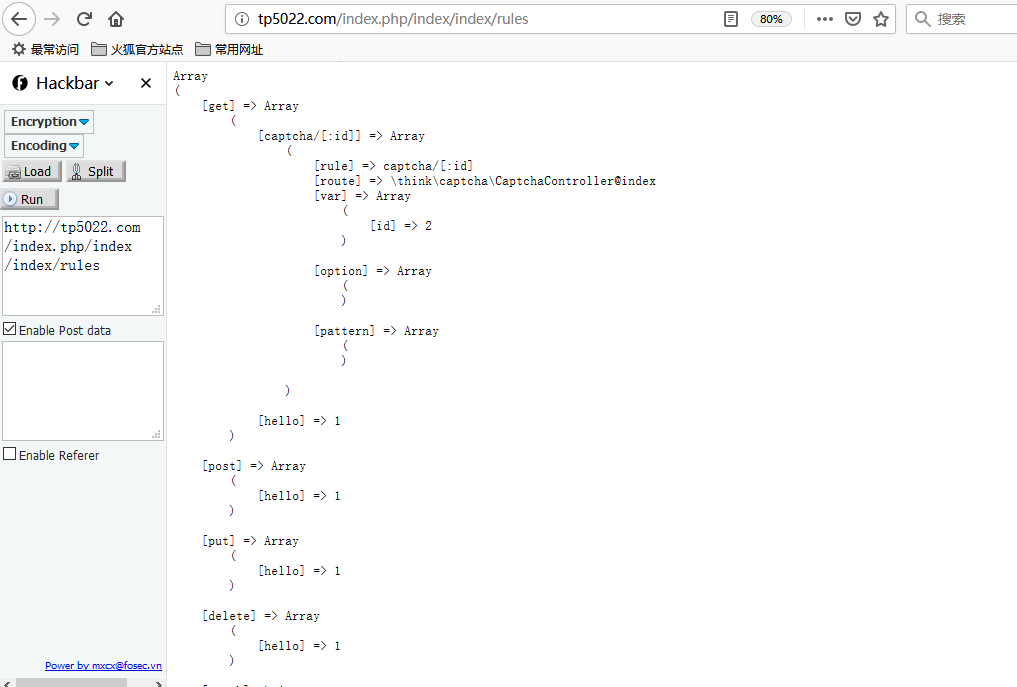 tp5022.com/index.php/index/index/rules
80%
搜索
最常访问
火狐官方站点
常用网址
Hackbar
Encryption
Encoding
Load
Split
Run
http://tp5022.com
/index.php/index
/index/rules
Enable Post data
Enable Referer
Power by mxcx@fosec.vn
Array
(
[get] => Array
(
[captcha/[:id]] => Array
(
[rule] => captcha/[:id]
[route] => \think\captcha\CaptchaController@index
[var] => Array
(
[id] => 2
)
[option] => Array
(
)
[pattern] => Array
(
)
)
[hello] => 1
)
[post] => Array
(
[hello] => 1
)
[put] => Array
(
[hello] => 1
)
[delete] => Array
(
[hello] => 1
)